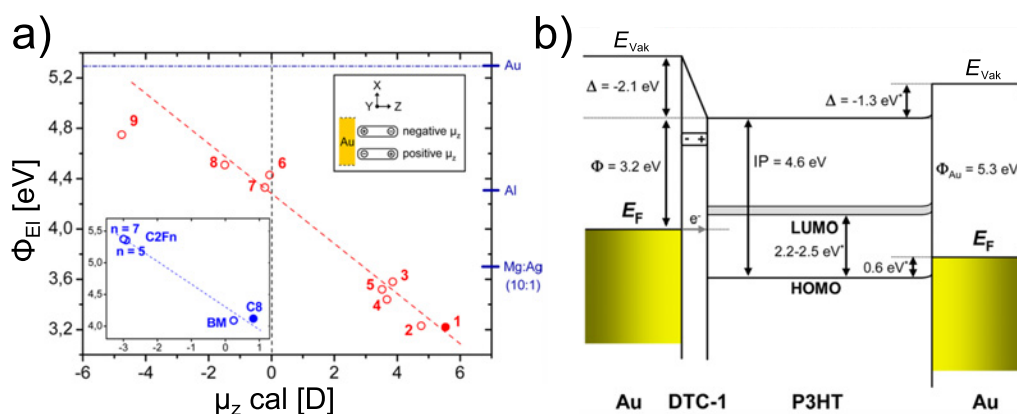 a)
Φ_El [eV]
5,2
4,8
4,4
4,0
3,6
3,2
-6
-4
-2
0
2
4
6
μ_z cal [D]
9
8
7
6
5
4
3
2
1
Au
Al
Mg:Ag
(10:1)
X
Y
Z
Au
negative μ_z
positive μ_z
5,5
5,0
4,5
4,0
-3
-2
-1
0
1
n = 7
C2Fn
n = 5
BM
C8
b)
E_Vak
E_Vak
Δ = -2.1 eV
Δ = -1.3 eV*
- +
Φ = 3.2 eV
IP = 4.6 eV
Φ_Au = 5.3 eV
E_F
e-
LUMO
E_F
2.2-2.5 eV*
0.6 eV*
HOMO
Au
DTC-1
P3HT
Au